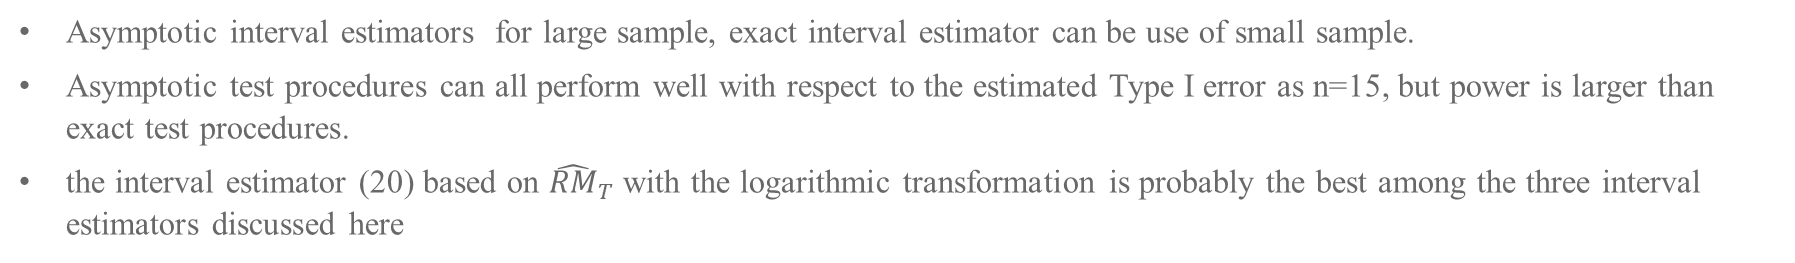 • Asymptotic interval estimators for large sample, exact interval estimator can be use of small sample.
• Asymptotic test procedures can all perform well with respect to the estimated Type I error as n=15, but power is larger than
exact test procedures.
• the interval estimator (20) based on $\widehat{RM}_T$ with the logarithmic transformation is probably the best among the three interval
estimators discussed here